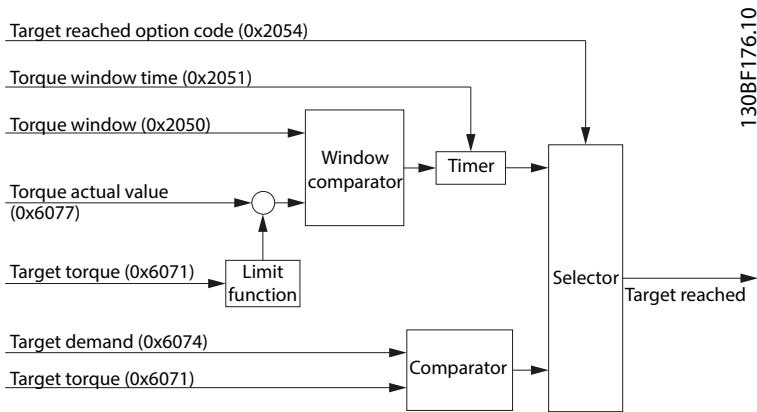 Target reached option code (0x2054)
130BF176.10
Torque window time (0x2051)
Torque window (0x2050)
Window
comparator
Timer
Torque actual value
(0x6077)
Target torque (0x6071)
Limit
function
Selector
Target reached
Target demand (0x6074)
Comparator
Target torque (0x6071)